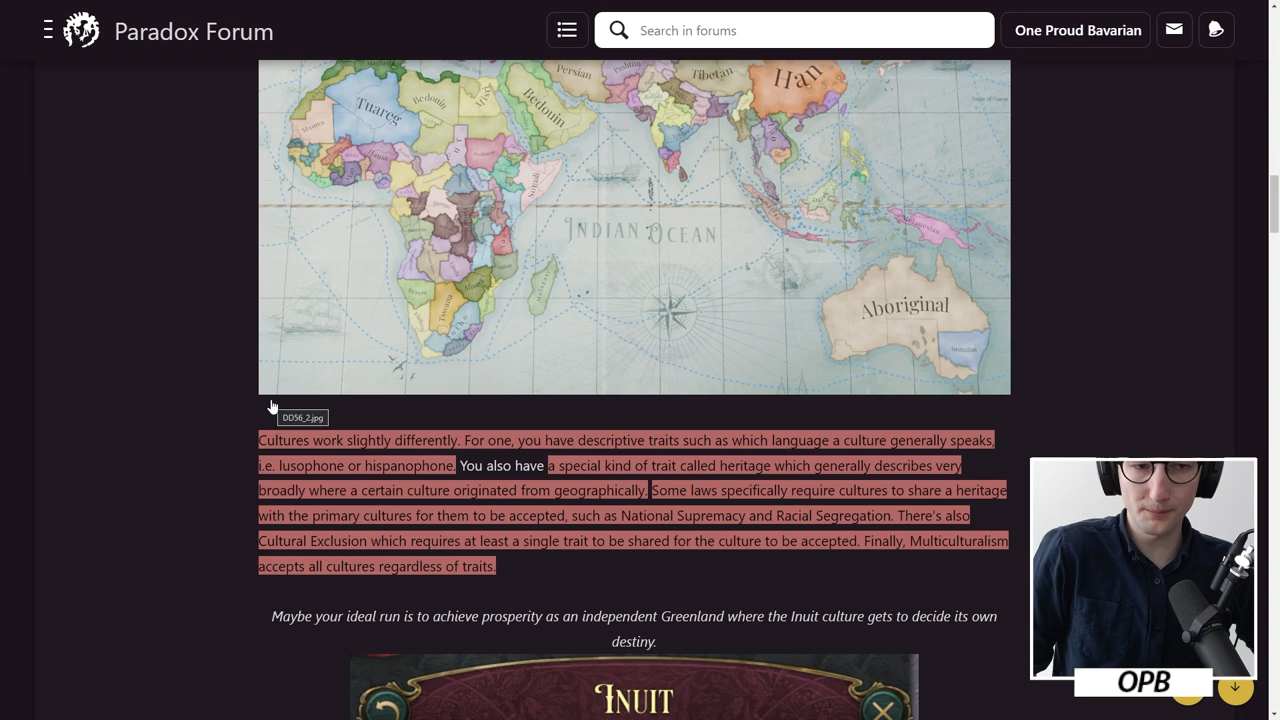 Paradox Forum
Search in forums
One Proud Bavarian
Persian
Tibetan
Han
Tuareg
Bedouin
Bedouin
Somali
Indian Ocean
Melanesian
Tswana
Aboriginal
Australian
DD56_2.jpg
Cultures work slightly differently. For one, you have descriptive traits such as which language a culture generally speaks,
i.e. lusophone or hispanophone. You also have a special kind of trait called heritage which generally describes very
broadly where a certain culture originated from geographically. Some laws specifically require cultures to share a heritage
with the primary cultures for them to be accepted, such as National Supremacy and Racial Segregation. There's also
Cultural Exclusion which requires at least a single trait to be shared for the culture to be accepted. Finally, Multiculturalism
accepts all cultures regardless of traits.
Maybe your ideal run is to achieve prosperity as an independent Greenland where the Inuit culture gets to decide its own
destiny.
Inuit
OPB